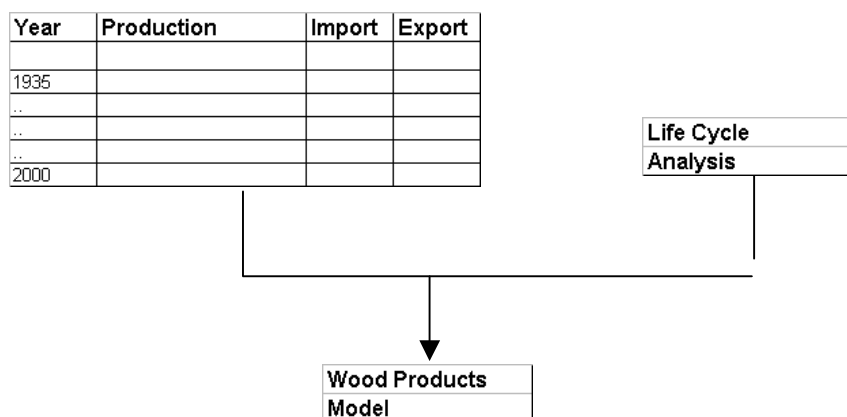 Year Production Import Export
1935
..
..
..
2000
Life Cycle
Analysis
Wood Products
Model